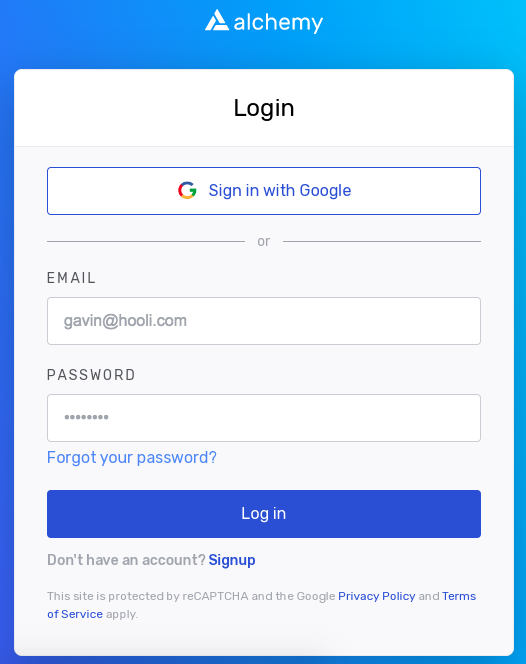 alchemy
Login
Sign in with Google
or
EMAIL
gavin@hooli.com
PASSWORD
••••••••
Forgot your password?
Log in
Don't have an account? Signup
This site is protected by reCAPTCHA and the Google Privacy Policy and Terms
of Service apply.